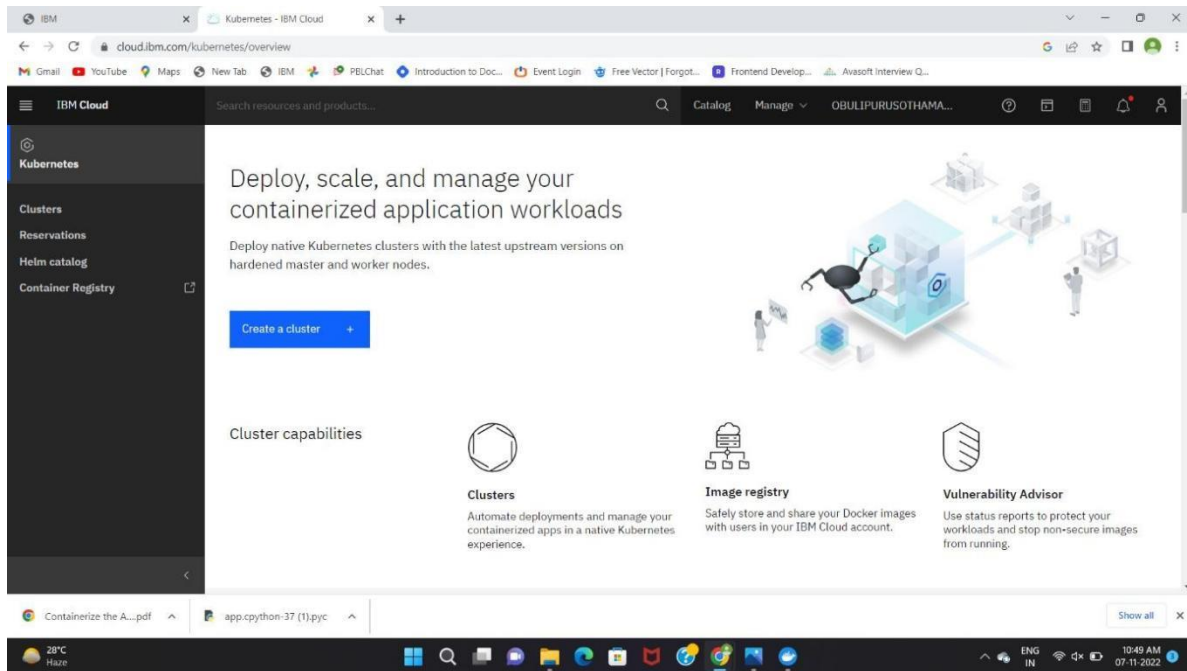 IBM
Kubernetes - IBM Cloud
cloud.ibm.com/kubernetes/overview
Gmail YouTube Maps New Tab IBM PBLChat Introduction to Doc... Event Login Free Vector | Forgot... Frontend Develop... Avasoft Interview Q...
IBM Cloud Search resources and products... Catalog Manage OBULIPURUSOTHAMA...
Kubernetes
Clusters
Reservations
Helm catalog
Container Registry
Deploy, scale, and manage your
containerized application workloads
Deploy native Kubernetes clusters with the latest upstream versions on
hardened master and worker nodes.
Create a cluster +
Cluster capabilities
Clusters
Automate deployments and manage your
containerized apps in a native Kubernetes
experience.
Image registry
Safely store and share your Docker images
with users in your IBM Cloud account.
Vulnerability Advisor
Use status reports to protect your
workloads and stop non-secure images
from running.
Containerize the A....pdf app.cpython-37 (1).pyc Show all
28°C
Haze
ENG
IN
10:49 AM
07-11-2022